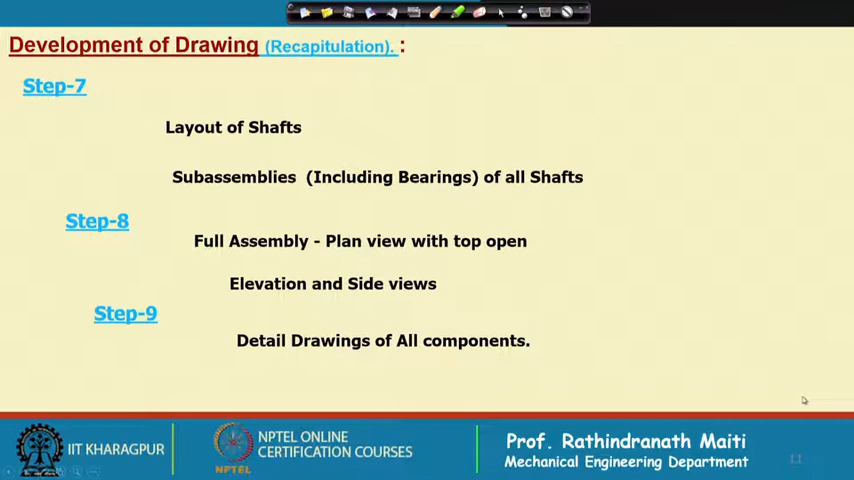 Development of Drawing (Recapitulation). :
Step-7
Layout of Shafts
Subassemblies (Including Bearings) of all Shafts
Step-8
Full Assembly - Plan view with top open
Elevation and Side views
Step-9
Detail Drawings of All components.
IIT KHARAGPUR
NPTEL
NPTEL ONLINE
CERTIFICATION COURSES
Prof. Rathindranath Maiti
Mechanical Engineering Department